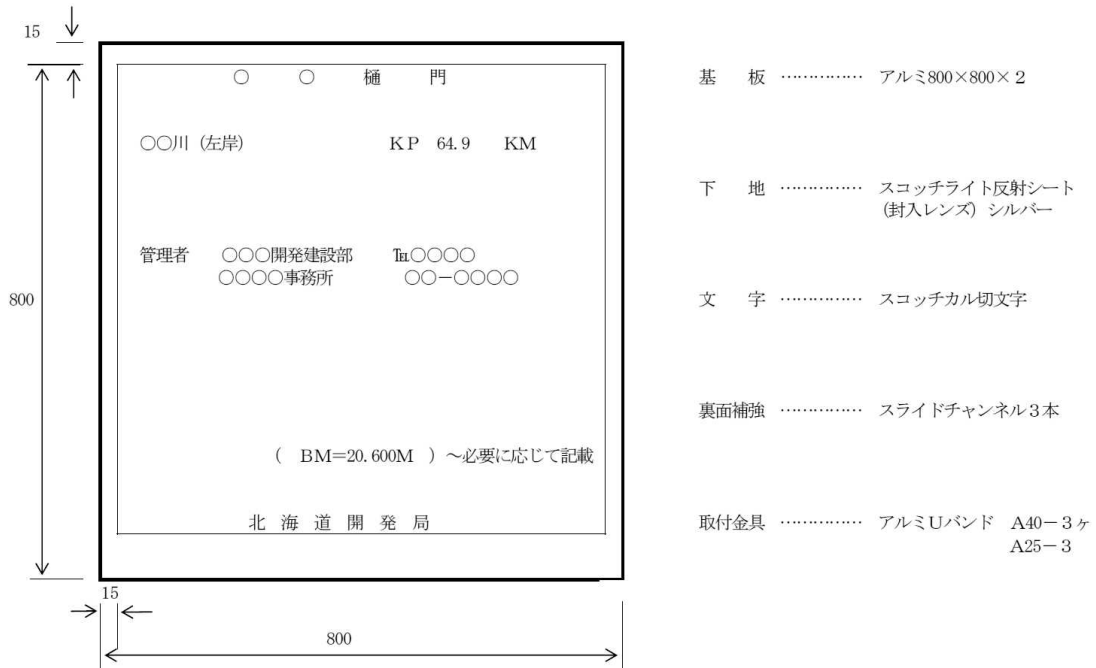 15
○ ○ 樋 門
基 板 …………… アルミ800×800×2
○○川 (左岸) KP 64.9 KM
下 地 …………… スコッチライト反射シート
(封入レンズ) シルバー
管理者 ○○○開発建設部 ℡○○○○
○○○○事務所 ○○-○○○○
800
文 字 …………… スコッチカル切文字
裏面補強 …………… スライドチャンネル3本
( BM=20.600M ) ~必要に応じて記載
北 海 道 開 発 局
取付金具 …………… アルミUバンド A40-3ヶ
A25-3
15
800